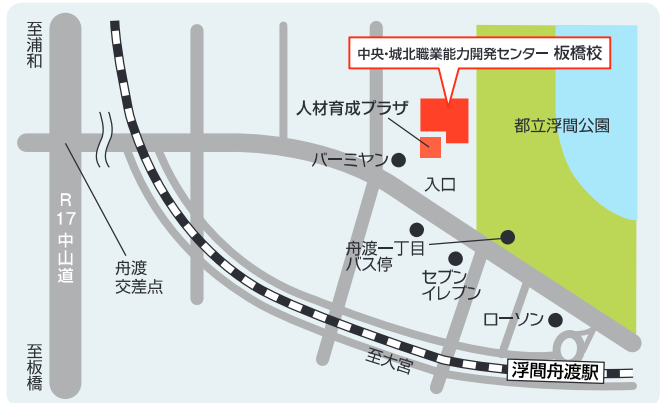 至浦和
中央・城北職業能力開発センター 板橋校
人材育成プラザ
都立浮間公園
バーミヤン
入口
R
17
中山道
舟渡
交差点
舟渡一丁目
バス停
セブン
イレブン
ローソン
至大宮
浮間舟渡駅
至板橋